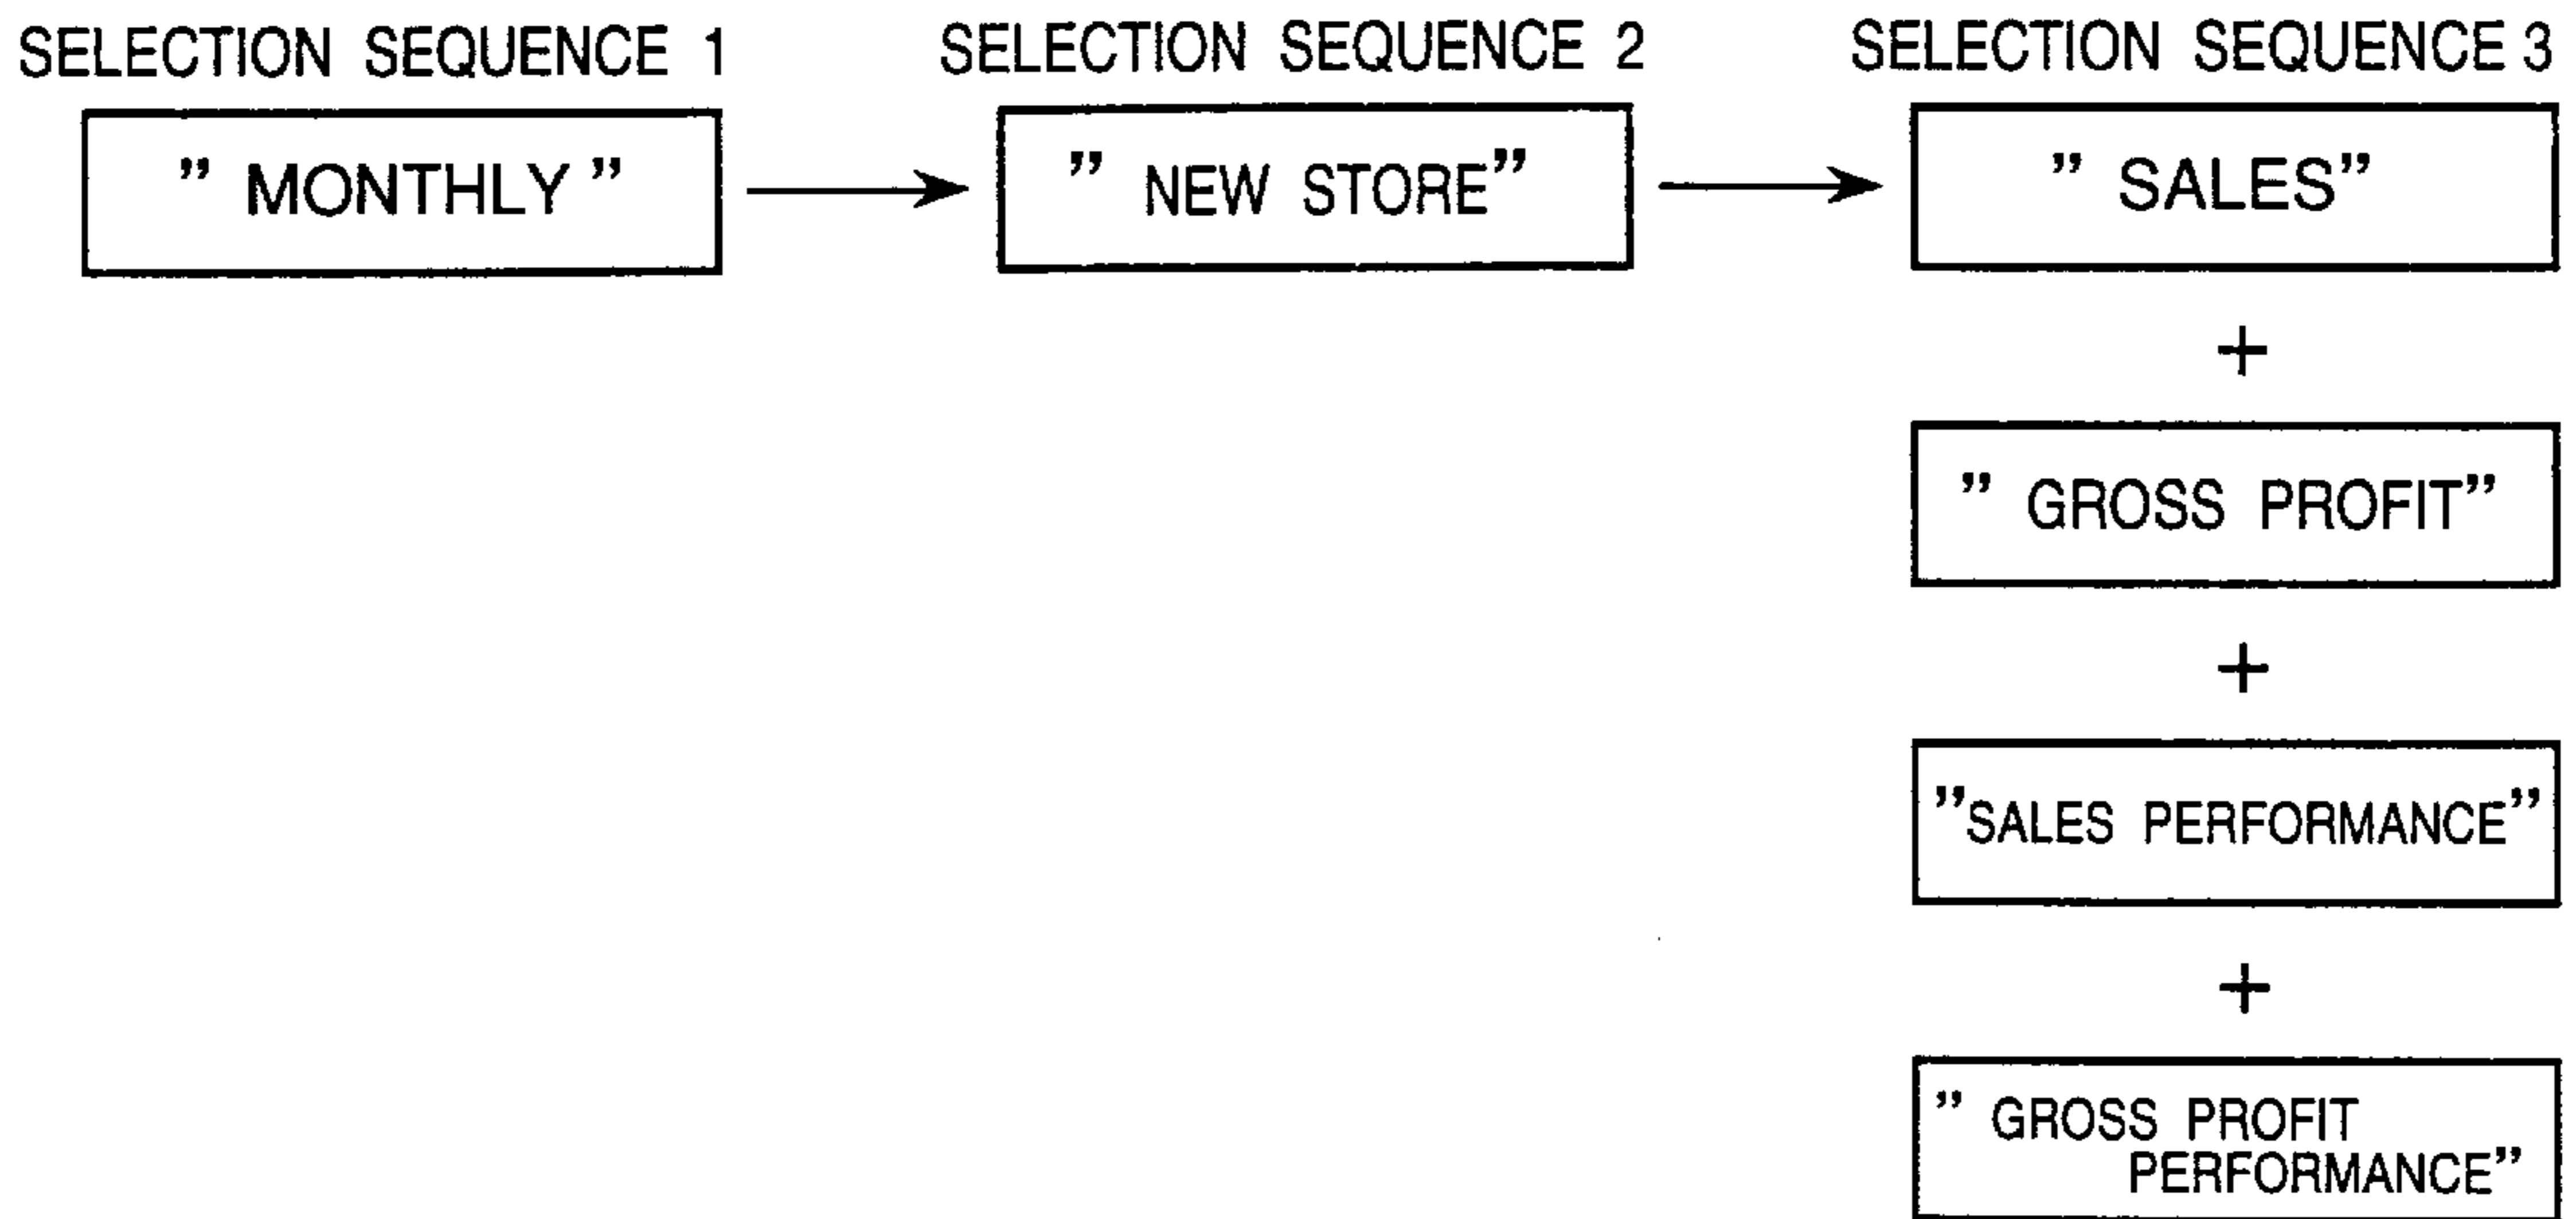 SELECTION SEQUENCE 1
SELECTION SEQUENCE 2
SELECTION SEQUENCE 3
” MONTHLY ”
” NEW STORE”
” SALES”
+
” GROSS PROFIT”
+
”SALES PERFORMANCE”
+
” GROSS PROFIT
PERFORMANCE”